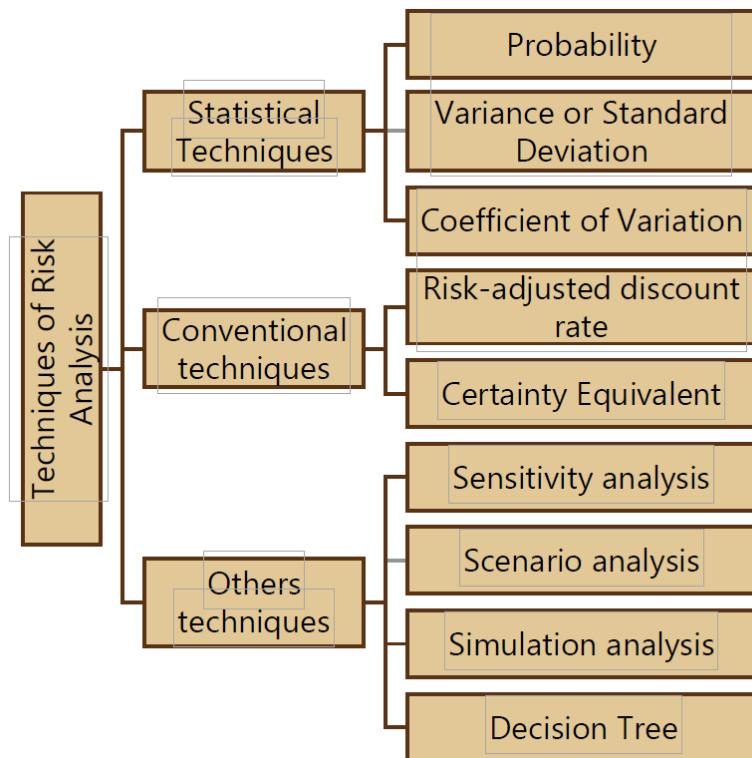 Techniques of Risk
Analysis
Statistical
Techniques
Probability
Variance or Standard
Deviation
Coefficient of Variation
Conventional
techniques
Risk-adjusted discount
rate
Certainty Equivalent
Others
techniques
Sensitivity analysis
Scenario analysis
Simulation analysis
Decision Tree